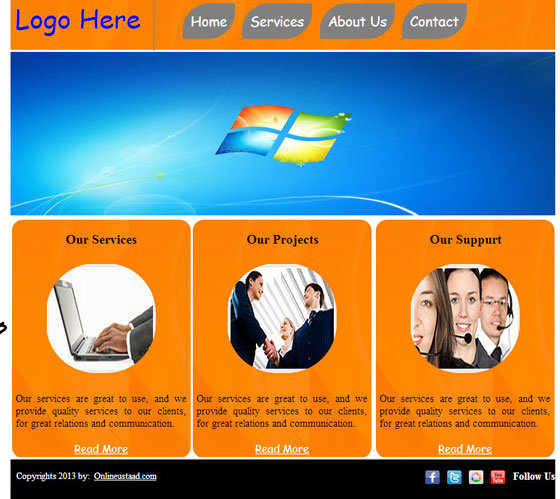 Logo Here
Home Services About Us Contact
Our Services
Our services are great to use, and we
provide quality services to our clients,
for great relations and communication.
Read More
Our Projects
Our services are great to use, and we
provide quality services to our clients,
for great relations and communication.
Read More
Our Suppurt
Our services are great to use, and we
provide quality services to our clients,
for great relations and communication.
Read More
Copyrights 2013 by: Onlineustaad.com
You Tube
Follow Us